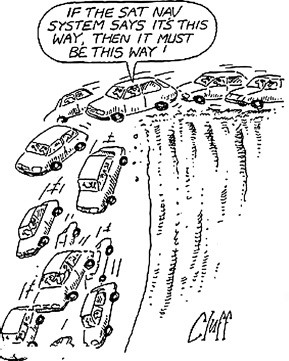 IF THE SAT NAV
SYSTEM SAYS IT'S THIS
WAY, THEN IT MUST
BE THIS WAY!
Cluff